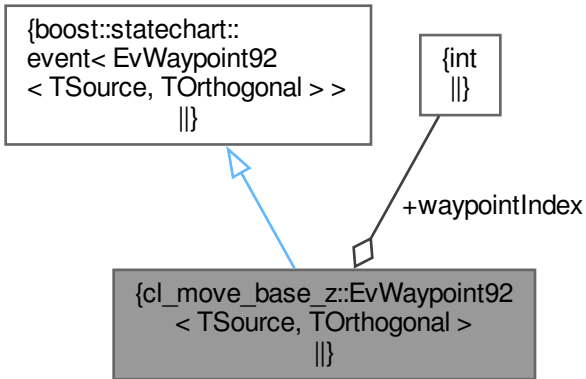 {boost::statechart::
event< EvWaypoint92
< TSource, TOrthogonal > >
||}
{int
||}
+waypointIndex
{cl_move_base_z::EvWaypoint92
< TSource, TOrthogonal >
||}